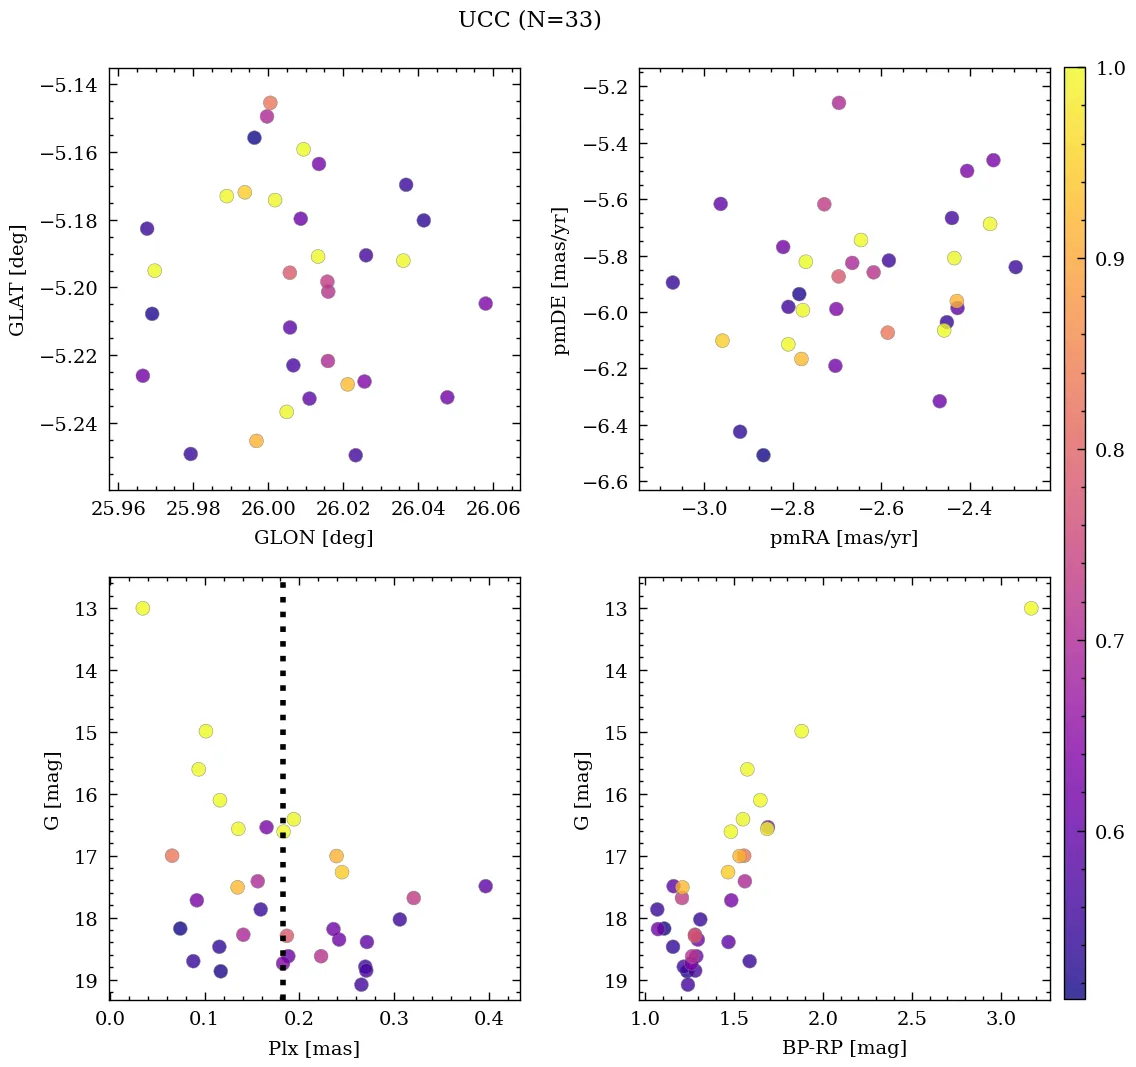 UCC (N=33)
−5.14
−5.16
−5.18
−5.20
−5.22
−5.24
GLAT [deg]
25.96 25.98 26.00 26.02 26.04 26.06
GLON [deg]
−5.2
−5.4
−5.6
−5.8
−6.0
−6.2
−6.4
−6.6
pmDE [mas/yr]
−3.0 −2.8 −2.6 −2.4
pmRA [mas/yr]
13
14
15
16
17
18
19
G [mag]
0.0 0.1 0.2 0.3 0.4
Plx [mas]
13
14
15
16
17
18
19
G [mag]
1.0 1.5 2.0 2.5 3.0
BP-RP [mag]
1.0
0.9
0.8
0.7
0.6